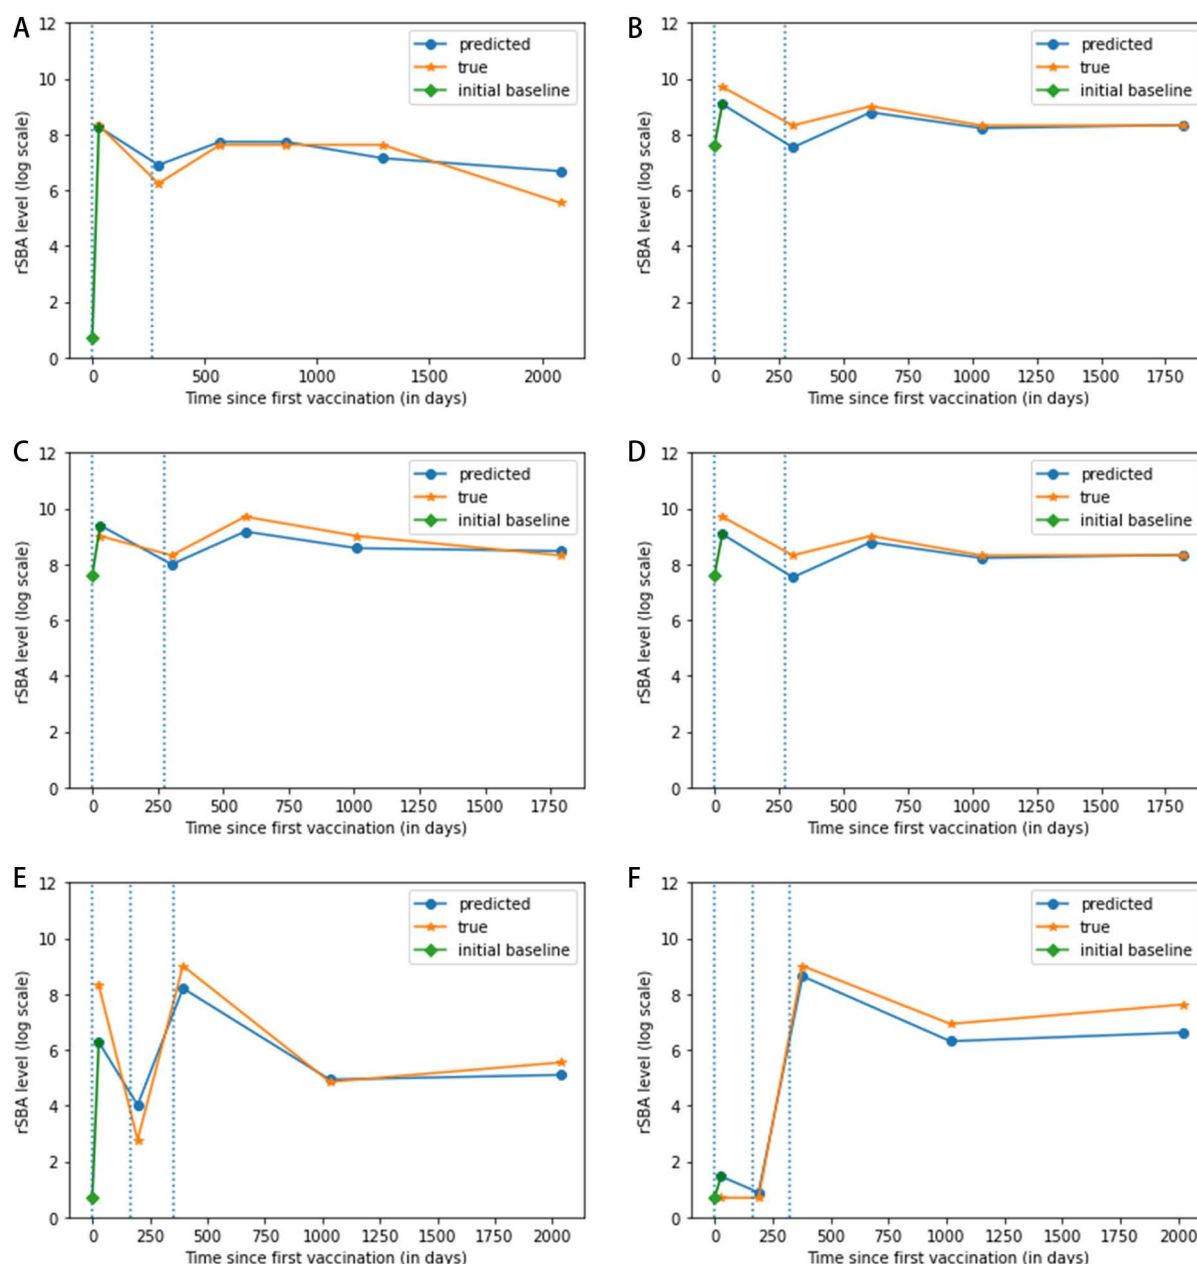 A
12
10
8
6
4
2
0
rSBA level (log scale)
predicted
true
initial baseline
0 500 1000 1500 2000
Time since first vaccination (in days)
B
12
10
8
6
4
2
0
rSBA level (log scale)
predicted
true
initial baseline
0 250 500 750 1000 1250 1500 1750
Time since first vaccination (in days)
C
12
10
8
6
4
2
0
rSBA level (log scale)
predicted
true
initial baseline
0 250 500 750 1000 1250 1500 1750
Time since first vaccination (in days)
D
12
10
8
6
4
2
0
rSBA level (log scale)
predicted
true
initial baseline
0 250 500 750 1000 1250 1500 1750
Time since first vaccination (in days)
E
12
10
8
6
4
2
0
rSBA level (log scale)
predicted
true
initial baseline
0 250 500 750 1000 1250 1500 1750 2000
Time since first vaccination (in days)
F
12
10
8
6
4
2
0
rSBA level (log scale)
predicted
true
initial baseline
0 250 500 750 1000 1250 1500 1750 2000
Time since first vaccination (in days)